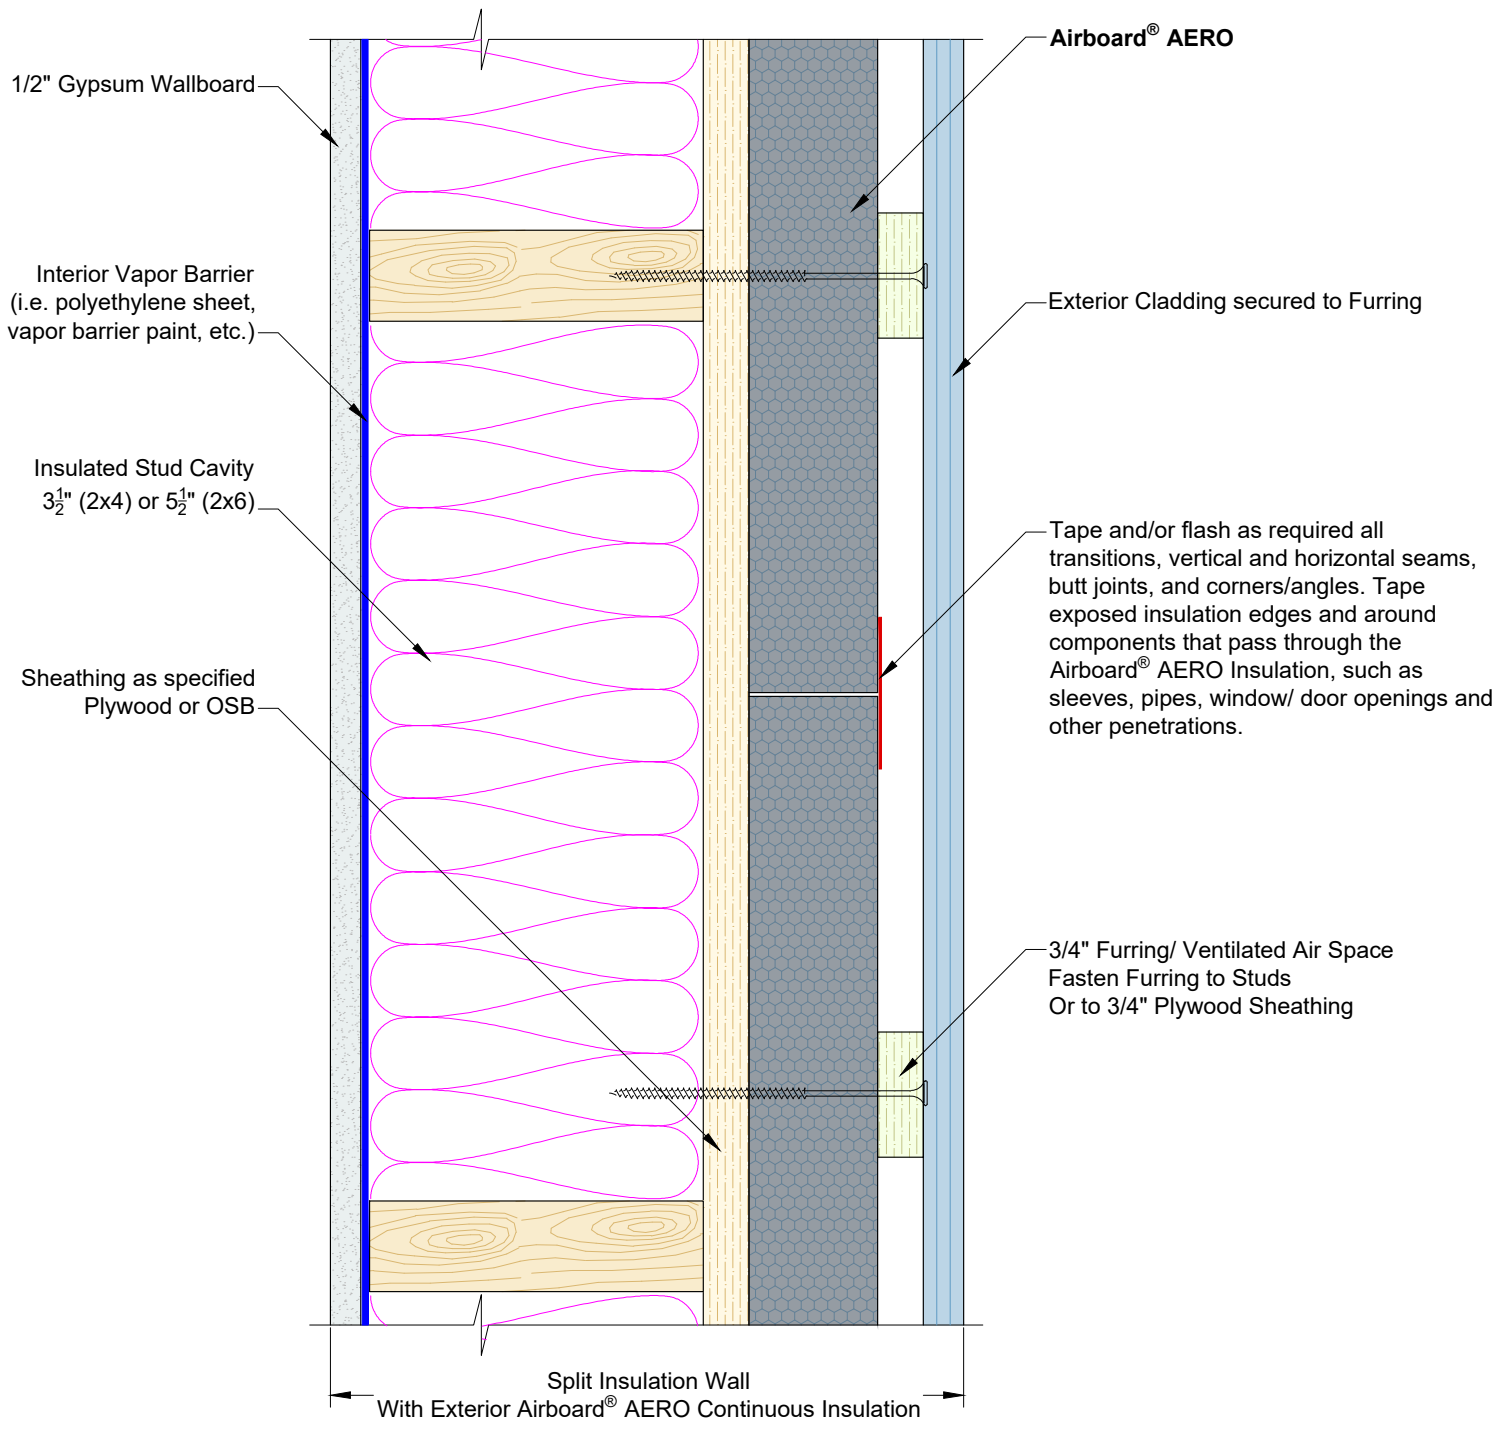 1/2" Gypsum Wallboard
Interior Vapor Barrier
(i.e. polyethylene sheet,
vapor barrier paint, etc.)
Insulated Stud Cavity
3½" (2x4) or 5½" (2x6)
Sheathing as specified
Plywood or OSB
Airboard® AERO
Exterior Cladding secured to Furring
Tape and/or flash as required all
transitions, vertical and horizontal seams,
butt joints, and corners/angles. Tape
exposed insulation edges and around
components that pass through the
Airboard® AERO Insulation, such as
sleeves, pipes, window/ door openings and
other penetrations.
3/4" Furring/ Ventilated Air Space
Fasten Furring to Studs
Or to 3/4" Plywood Sheathing
Split Insulation Wall
With Exterior Airboard® AERO Continuous Insulation